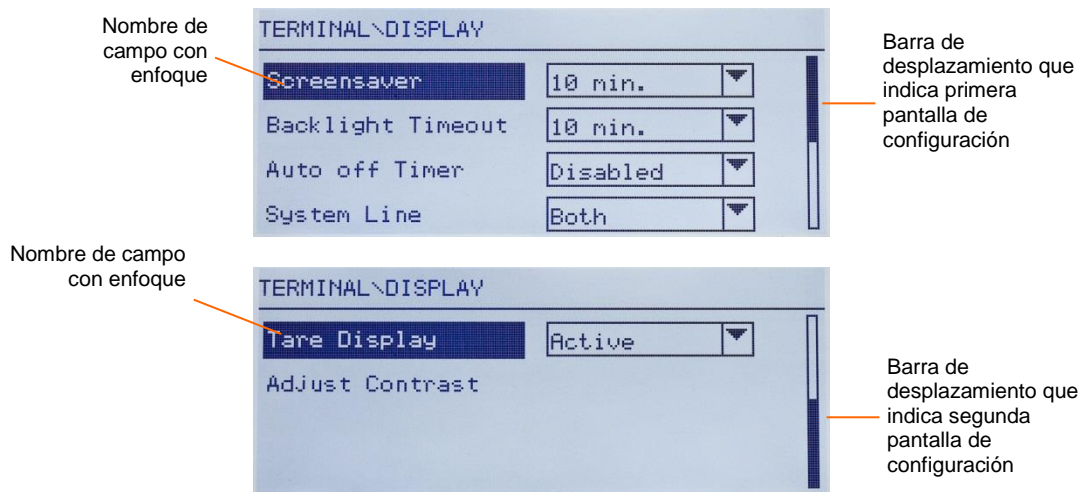 Nombre de
campo con
enfoque
TERMINAL\DISPLAY
Screensaver 10 min.
Backlight Timeout 10 min.
Auto off Timer Disabled
System Line Both
Barra de
desplazamiento que
indica primera
pantalla de
configuración
Nombre de campo
con enfoque
TERMINAL\DISPLAY
Tare Display Active
Adjust Contrast
Barra de
desplazamiento que
indica segunda
pantalla de
configuración